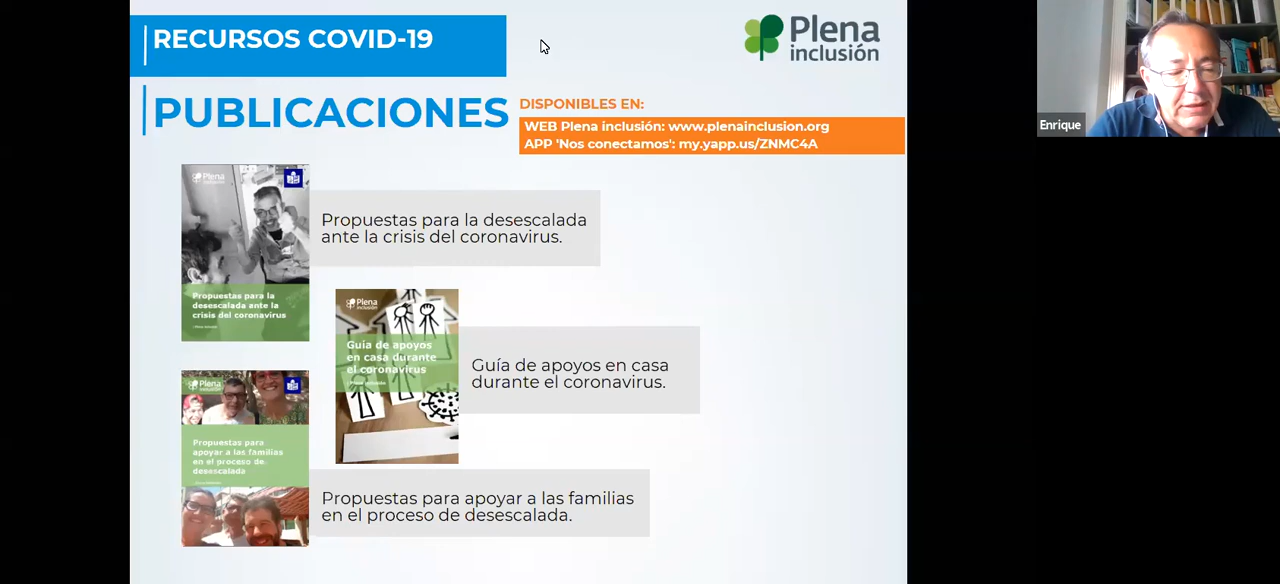 RECURSOS COVID-19
Plena
inclusión
PUBLICACIONES
DISPONIBLES EN:
WEB Plena inclusión: www.plenainclusion.org
APP 'Nos conectamos': my.yapp.us/ZNMC4A
Enrique
Plena
inclusión
Propuestas para la
desescalada ante la
crisis del coronavirus
Propuestas para la desescalada
ante la crisis del coronavirus.
Plena
inclusión
Guía de apoyos
en casa durante
el coronavirus
Guía de apoyos en casa
durante el coronavirus.
Plena
inclusión
Propuestas para
apoyar a las familias
en el proceso de
desescalada
Propuestas para apoyar a las familias
en el proceso de desescalada.